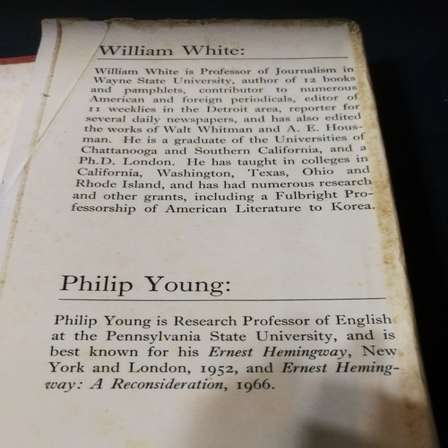 William White:
William White is Professor of Journalism in
Wayne State University, author of 12 books
and pamphlets, contributor to numerous
American and foreign periodicals, editor of
11 weeklies in the Detroit area, reporter for
several daily newspapers, and has also edited
the works of Walt Whitman and A. E. Hous-
man. He is a graduate of the Universities of
Chattanooga and Southern California, and a
Ph.D. London. He has taught in colleges in
California, Washington, Texas, Ohio and
Rhode Island, and has had numerous research
and other grants, including a Fulbright Pro-
fessorship of American Literature to Korea.
Philip Young:
Philip Young is Research Professor of English
at the Pennsylvania State University, and is
best known for his Ernest Hemingway, New
York and London, 1952, and Ernest Heming-
way: A Reconsideration, 1966.